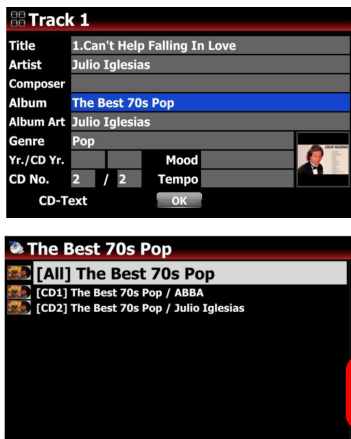 Track 1
Title 1.Can't Help Falling In Love
Artist Julio Iglesias
Composer
Album The Best 70s Pop
Album Art Julio Iglesias
Genre Pop
Yr./CD Yr. Mood
CD No. 2 / 2 Tempo
CD-Text OK
The Best 70s Pop
[All] The Best 70s Pop
[CD1] The Best 70s Pop / ABBA
[CD2] The Best 70s Pop / Julio Iglesias